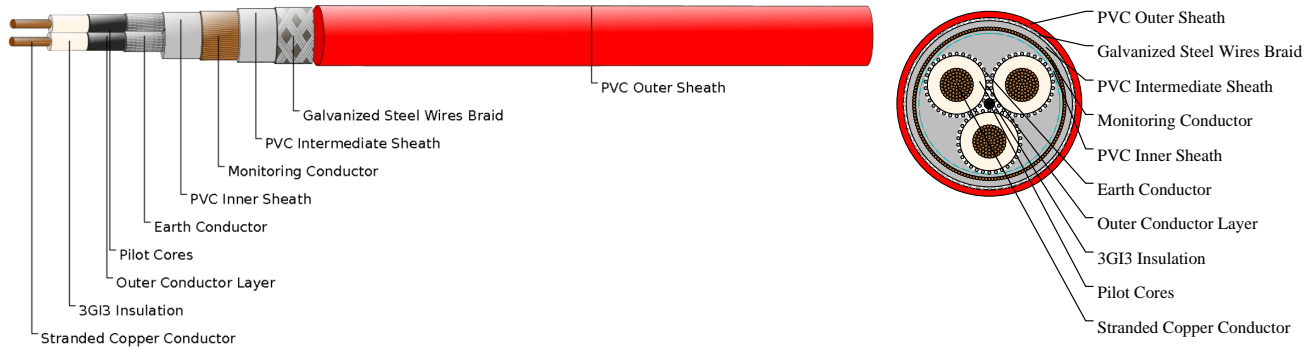 PVC Outer Sheath
Galvanized Steel Wires Braid
PVC Intermediate Sheath
Monitoring Conductor
PVC Inner Sheath
Earth Conductor
Pilot Cores
Outer Conductor Layer
3GI3 Insulation
Stranded Copper Conductor
PVC Outer Sheath
Galvanized Steel Wires Braid
PVC Intermediate Sheath
Monitoring Conductor
PVC Inner Sheath
Earth Conductor
Outer Conductor Layer
3GI3 Insulation
Pilot Cores
Stranded Copper Conductor